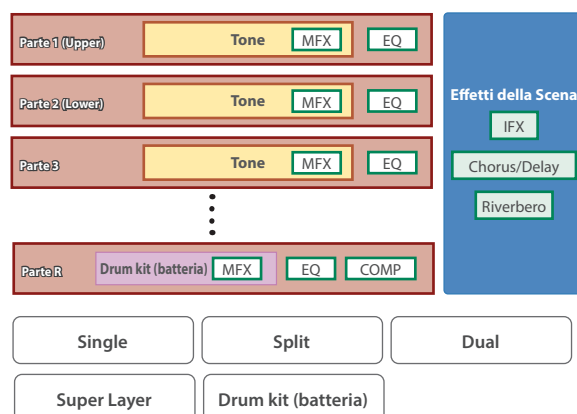 Parte 1 (Upper) Tone MFX EQ
Parte 2 (Lower) Tone MFX EQ
Parte 3 Tone MFX EQ
Parte R Drum kit (batteria) MFX EQ COMP
Effetti della Scena
IFX
Chorus/Delay
Riverbero
Single Split Dual
Super Layer Drum kit (batteria)